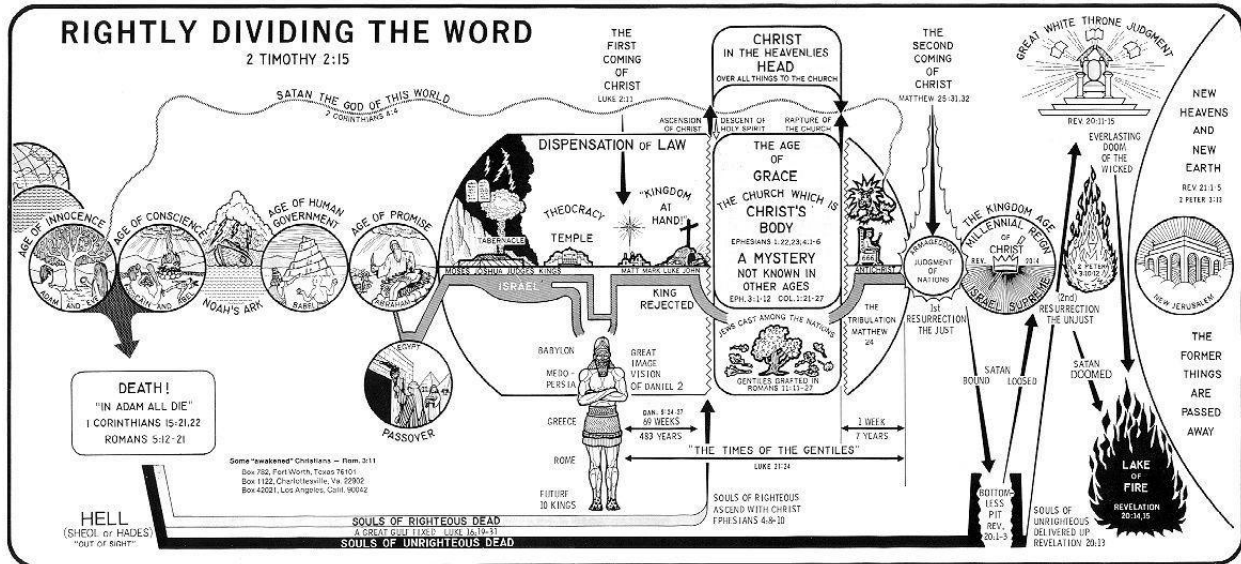 RIGHTLY DIVIDING THE WORD
2 TIMOTHY 2:15
SATAN THE GOD OF THIS WORLD
2 CORINTHIANS 4:4
AGE OF INNOCENCE
ADAM AND EVE
AGE OF CONSCIENCE
CAIN AND ABEL
NOAH'S ARK
AGE OF HUMAN
GOVERNMENT
BABEL
AGE OF PROMISE
ABRAHAM
EGYPT
PASSOVER
DEATH!
"IN ADAM ALL DIE"
1 CORINTHIANS 15:21,22
ROMANS 5:12-21
Some "awakened" Christians — Rom. 3:11
Box 782, Fort Worth, Texas 76101
Box 1122, Charlottesville, Va. 22902
Box 42021, Los Angeles, Calif. 90042
HELL
(SHEOL or HADES)
"OUT OF SIGHT".
SOULS OF RIGHTEOUS DEAD
A GREAT GULF FIXED LUKE 16:19-31
SOULS OF UNRIGHTEOUS DEAD
THE
FIRST
COMING
OF
CHRIST
LUKE 2:11
DISPENSATION OF LAW
TABERNACLE
THEOCRACY
TEMPLE
"KINGDOM
AT
HAND!"
MOSES JOSHUA JUDGES KINGS
MATT MARK LUKE JOHN
ISRAEL
KING
REJECTED
BABYLON
MEDO-
PERSIA
GREECE
ROME
FUTURE
10 KINGS
GREAT
IMAGE
VISION
OF DANIEL 2
69 WEEKS
483 YEARS
"THE TIMES OF THE GENTILES"
LUKE 21:24
SOULS OF RIGHTEOUS
ASCEND WITH CHRIST
EPHESIANS 4:8-10
CHRIST
IN THE HEAVENLIES
HEAD
OVER ALL THINGS TO THE CHURCH
ASCENSION
OF CHRIST
DESCENT OF
HOLY SPIRIT
RAPTURE OF
THE CHURCH
THE AGE
OF
GRACE
THE CHURCH WHICH IS
CHRIST'S
BODY
EPHESIANS 1:22,23;4:1-6
A MYSTERY
NOT KNOWN IN
OTHER AGES
EPH. 3:1-12 COL. 1:21-27
JEWS CAST AMONG THE NATIONS
GENTILES GRAFTED IN
ROMANS 11:11-27
THE
SECOND
COMING
OF
CHRIST
MATTHEW 25:31,32
ANTICHRIST
THE
TRIBULATION
MATTHEW
24
1 WEEK
7 YEARS
ARMAGEDDON
JUDGMENT
OF
NATIONS
1st
RESURRECTION
THE JUST
THE KINGDOM AGE
MILLENNIAL REIGN
OF CHRIST
REV. 20:4
ISRAEL SUPREME
SATAN
BOUND
LOOSED
BOTTOM-
LESS
PIT
REV.
20:1-3
SOULS OF
UNRIGHTEOUS
DELIVERED UP
REVELATION 20:13
GREAT WHITE THRONE JUDGMENT
REV. 20:11-15
EVERLASTING
DOOM
OF THE
WICKED
2 PETER
3:10-12
(2nd)
RESURRECTION
THE UNJUST
SATAN
DOOMED
LAKE
OF
FIRE
REVELATION
20:14,15
NEW
HEAVENS
AND
NEW
EARTH
REV 21:1-5
2 PETER 3:13
NEW JERUSALEM
THE
FORMER
THINGS
ARE
PASSED
AWAY